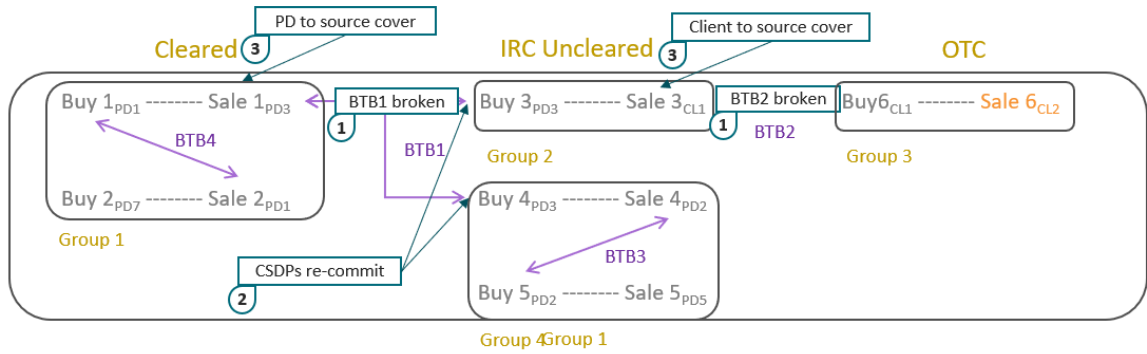 PD to source cover
Client to source cover
Cleared 3
IRC Uncleared 3
OTC
Buy 1PD1 -------- Sale 1PD3
BTB1 broken
1
Buy 3PD3 -------- Sale 3CL1
BTB2 broken
1
Buy6CL1 -------- Sale 6CL2
BTB4
BTB1
BTB2
Group 2
Group 3
Buy 2PD7 -------- Sale 2PD1
Buy 4PD3 -------- Sale 4PD2
Group 1
BTB3
CSDPs re-commit
2
Buy 5PD2 -------- Sale 5PD5
Group 4Group 1